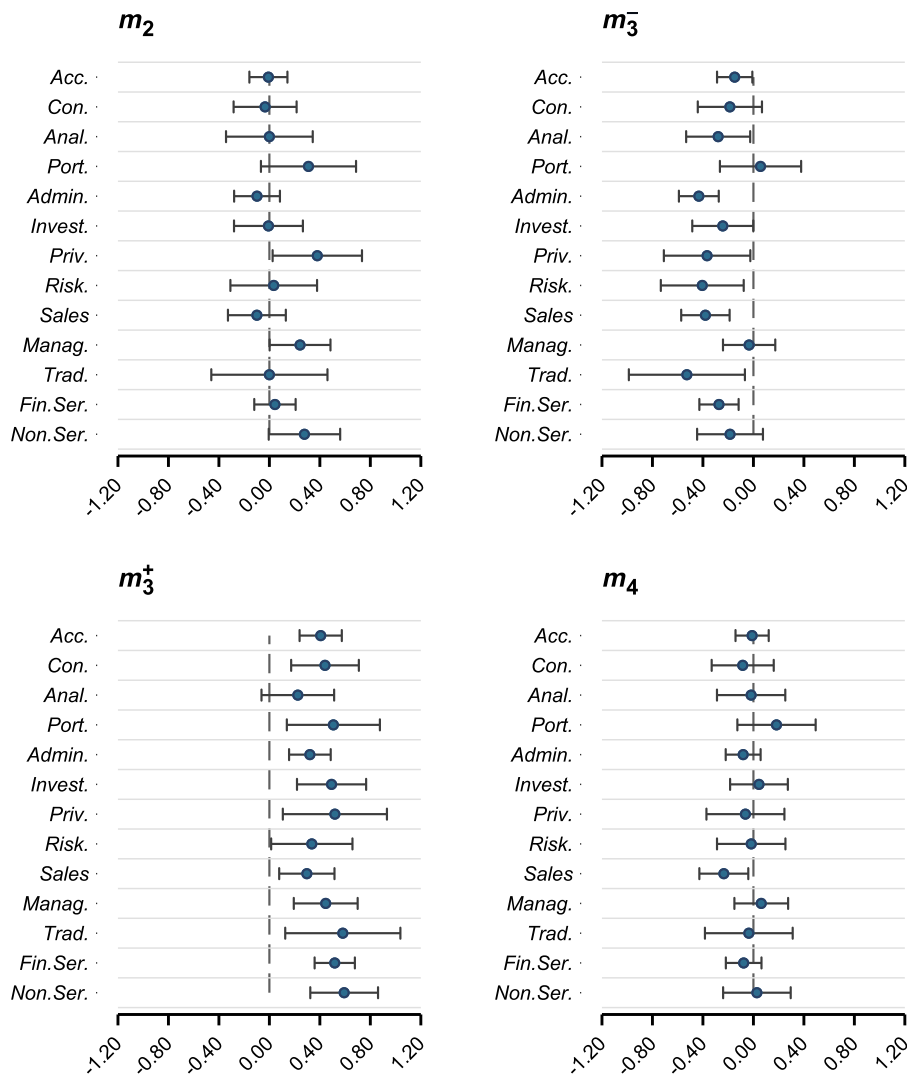 m2 m3−
Acc. Acc.
Con. Con.
Anal. Anal.
Port. Port.
Admin. Admin.
Invest. Invest.
Priv. Priv.
Risk. Risk.
Sales Sales
Manag. Manag.
Trad. Trad.
Fin.Ser. Fin.Ser.
Non.Ser. Non.Ser.
-1.20 -0.80 -0.40 0.00 0.40 0.80 1.20 -1.20 -0.80 -0.40 0.00 0.40 0.80 1.20
m3+ m4
Acc. Acc.
Con. Con.
Anal. Anal.
Port. Port.
Admin. Admin.
Invest. Invest.
Priv. Priv.
Risk. Risk.
Sales Sales
Manag. Manag.
Trad. Trad.
Fin.Ser. Fin.Ser.
Non.Ser. Non.Ser.
-1.20 -0.80 -0.40 0.00 0.40 0.80 1.20 -1.20 -0.80 -0.40 0.00 0.40 0.80 1.20